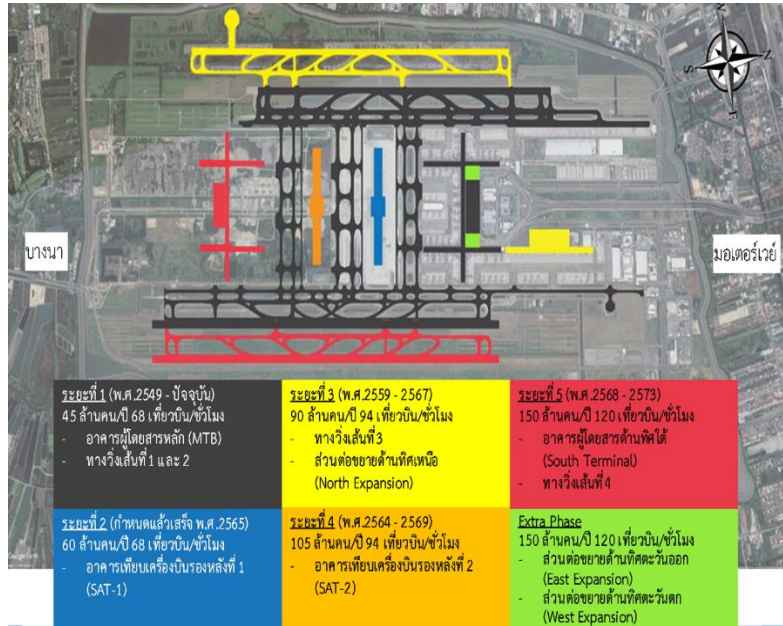 N
S
E
บางนา
มอเตอร์เวย์
ระยะที่ 1 (พ.ศ.2549 - ปัจจุบัน)
45 ล้านคน/ปี 68 เที่ยวบิน/ชั่วโมง
- อาคารผู้โดยสารหลัก (MTB)
- ทางวิ่งเส้นที่ 1 และ 2
ระยะที่ 3 (พ.ศ.2559 - 2567)
90 ล้านคน/ปี 94 เที่ยวบิน/ชั่วโมง
- ทางวิ่งเส้นที่ 3
- ส่วนต่อขยายด้านทิศเหนือ
(North Expansion)
ระยะที่ 5 (พ.ศ.2568 - 2573)
150 ล้านคน/ปี 120 เที่ยวบิน/ชั่วโมง
- อาคารผู้โดยสารด้านทิศใต้
(South Terminal)
- ทางวิ่งเส้นที่ 4
ระยะที่ 2 (กำหนดแล้วเสร็จ พ.ศ.2565)
60 ล้านคน/ปี 68 เที่ยวบิน/ชั่วโมง
- อาคารเทียบเครื่องบินรองหลังที่ 1
(SAT-1)
ระยะที่ 4 (พ.ศ.2564 - 2569)
105 ล้านคน/ปี 94 เที่ยวบิน/ชั่วโมง
- อาคารเทียบเครื่องบินรองหลังที่ 2
(SAT-2)
Extra Phase
150 ล้านคน/ปี 120 เที่ยวบิน/ชั่วโมง
- ส่วนต่อขยายด้านทิศตะวันออก
(East Expansion)
- ส่วนต่อขยายด้านทิศตะวันตก
(West Expansion)